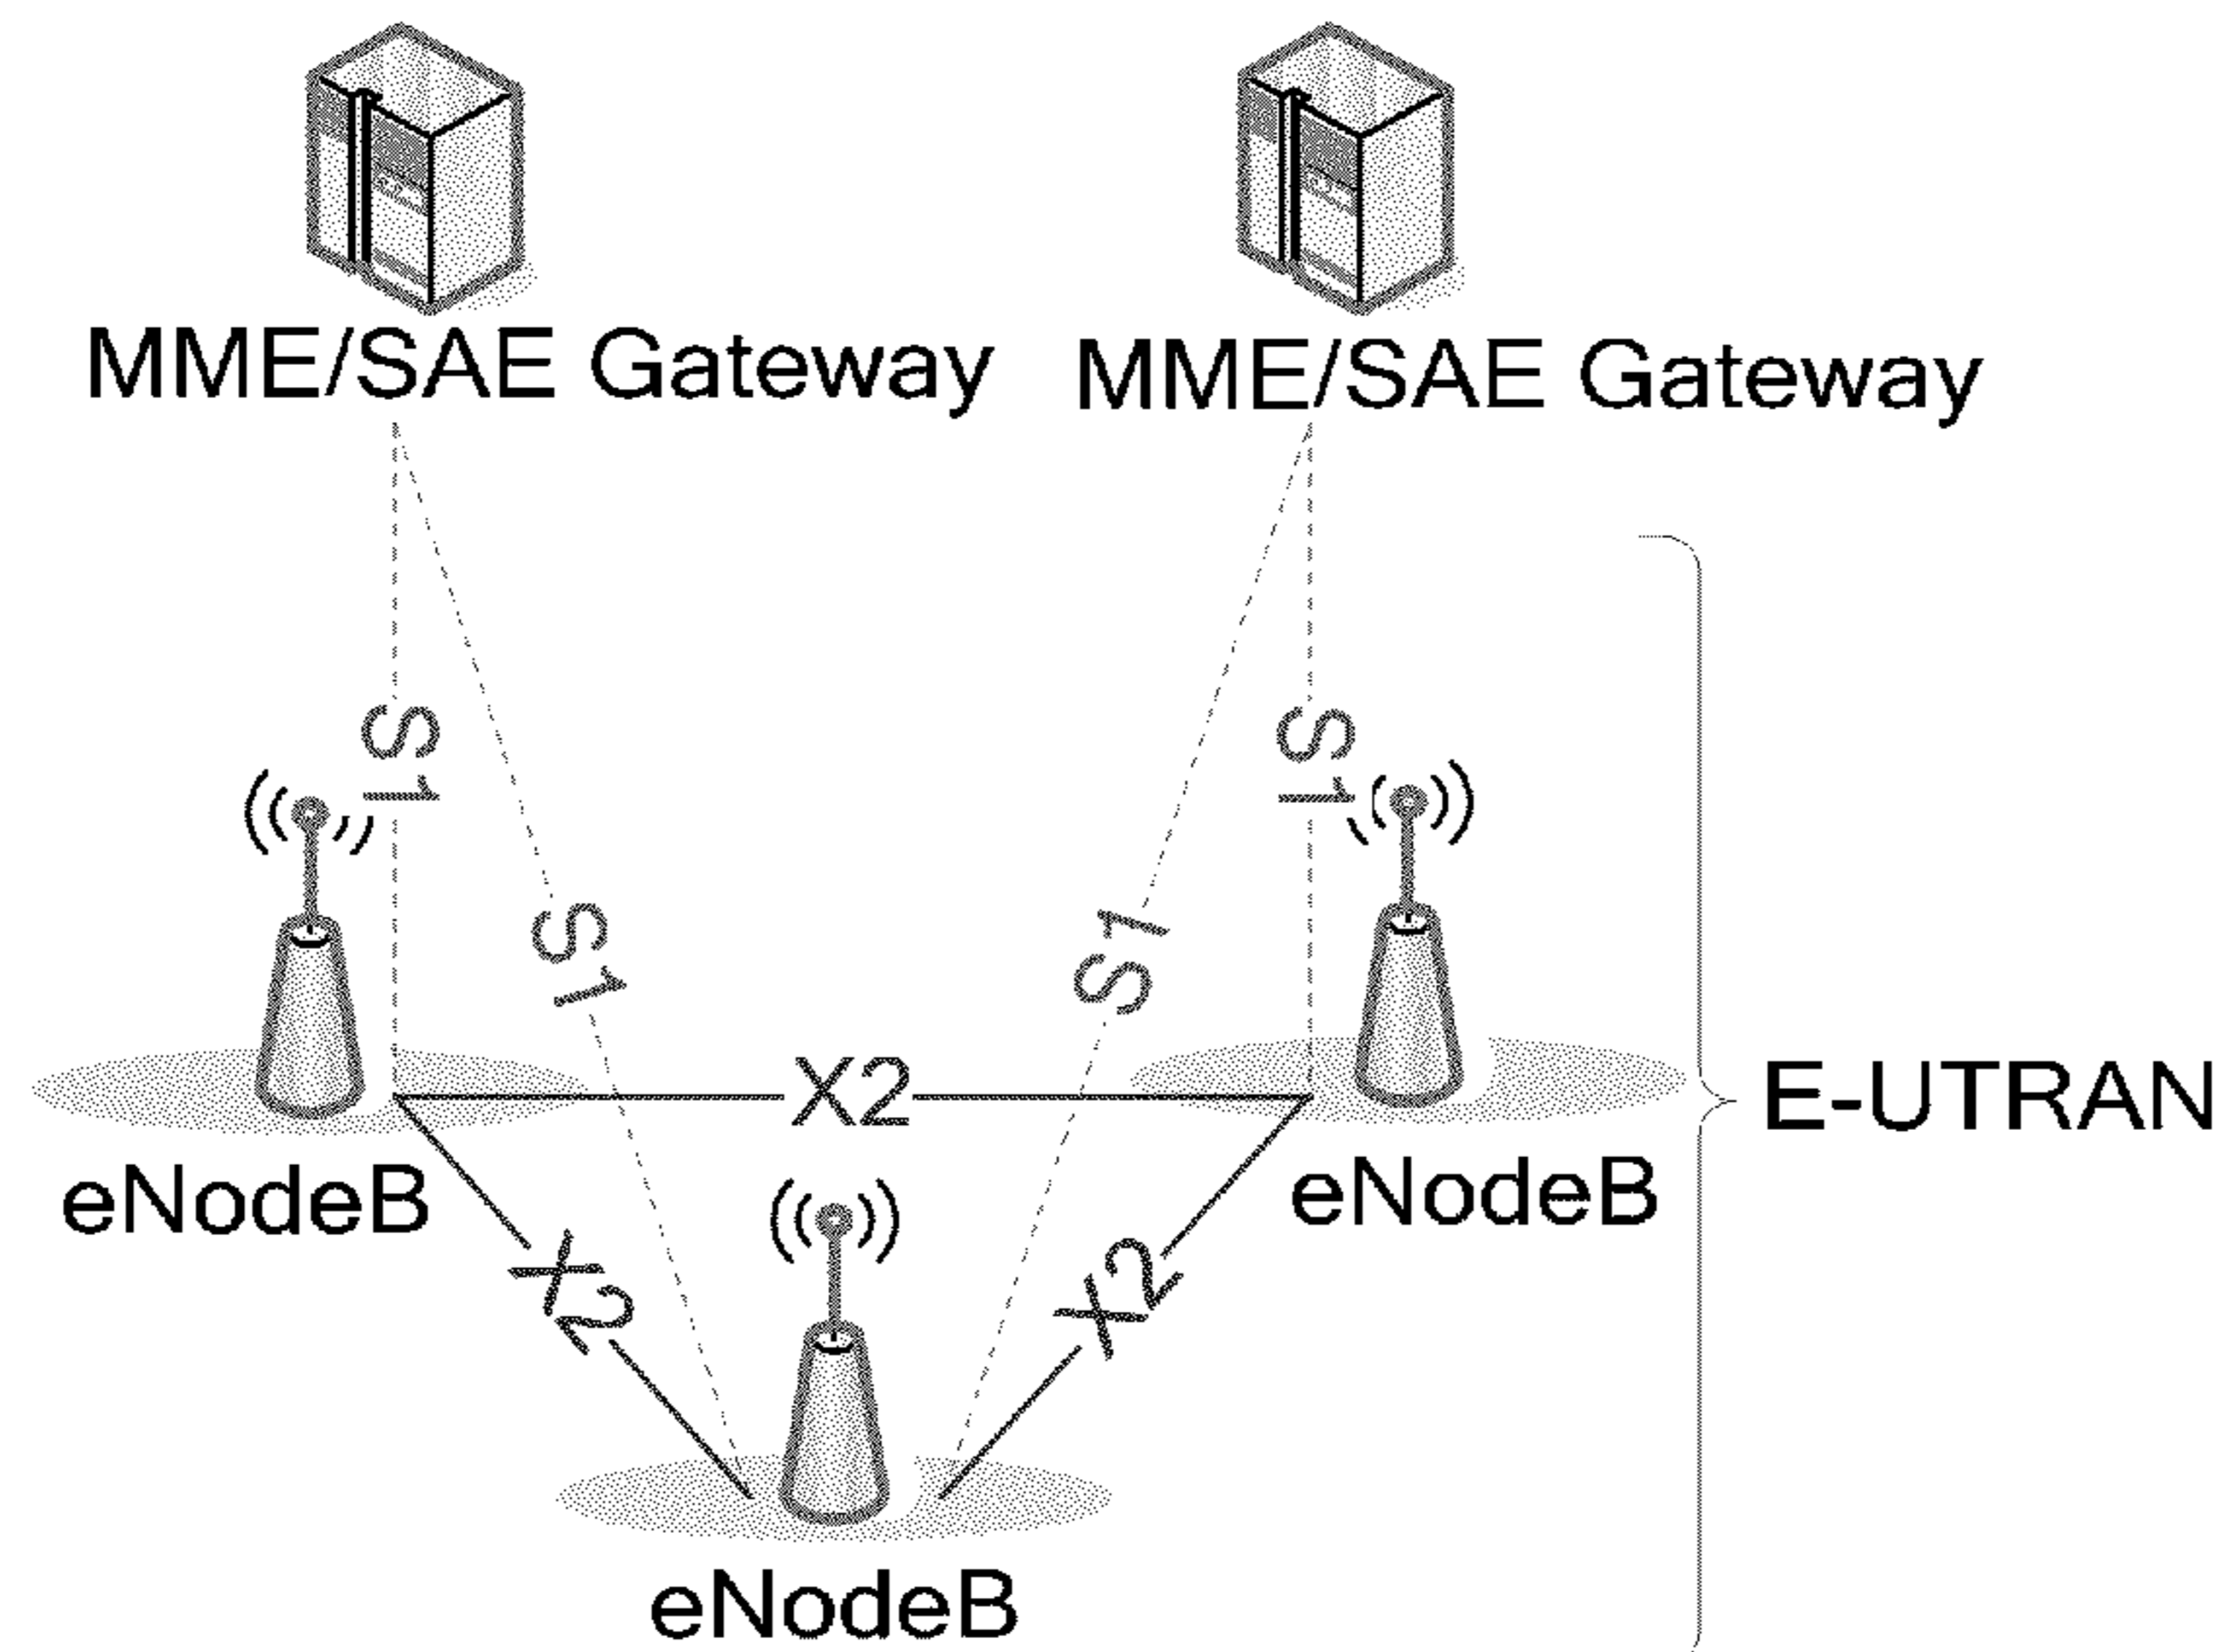 MME/SAE Gateway
MME/SAE Gateway
S1
S1
S1
S1
X2
E-UTRAN
eNodeB
eNodeB
X2
X2
eNodeB